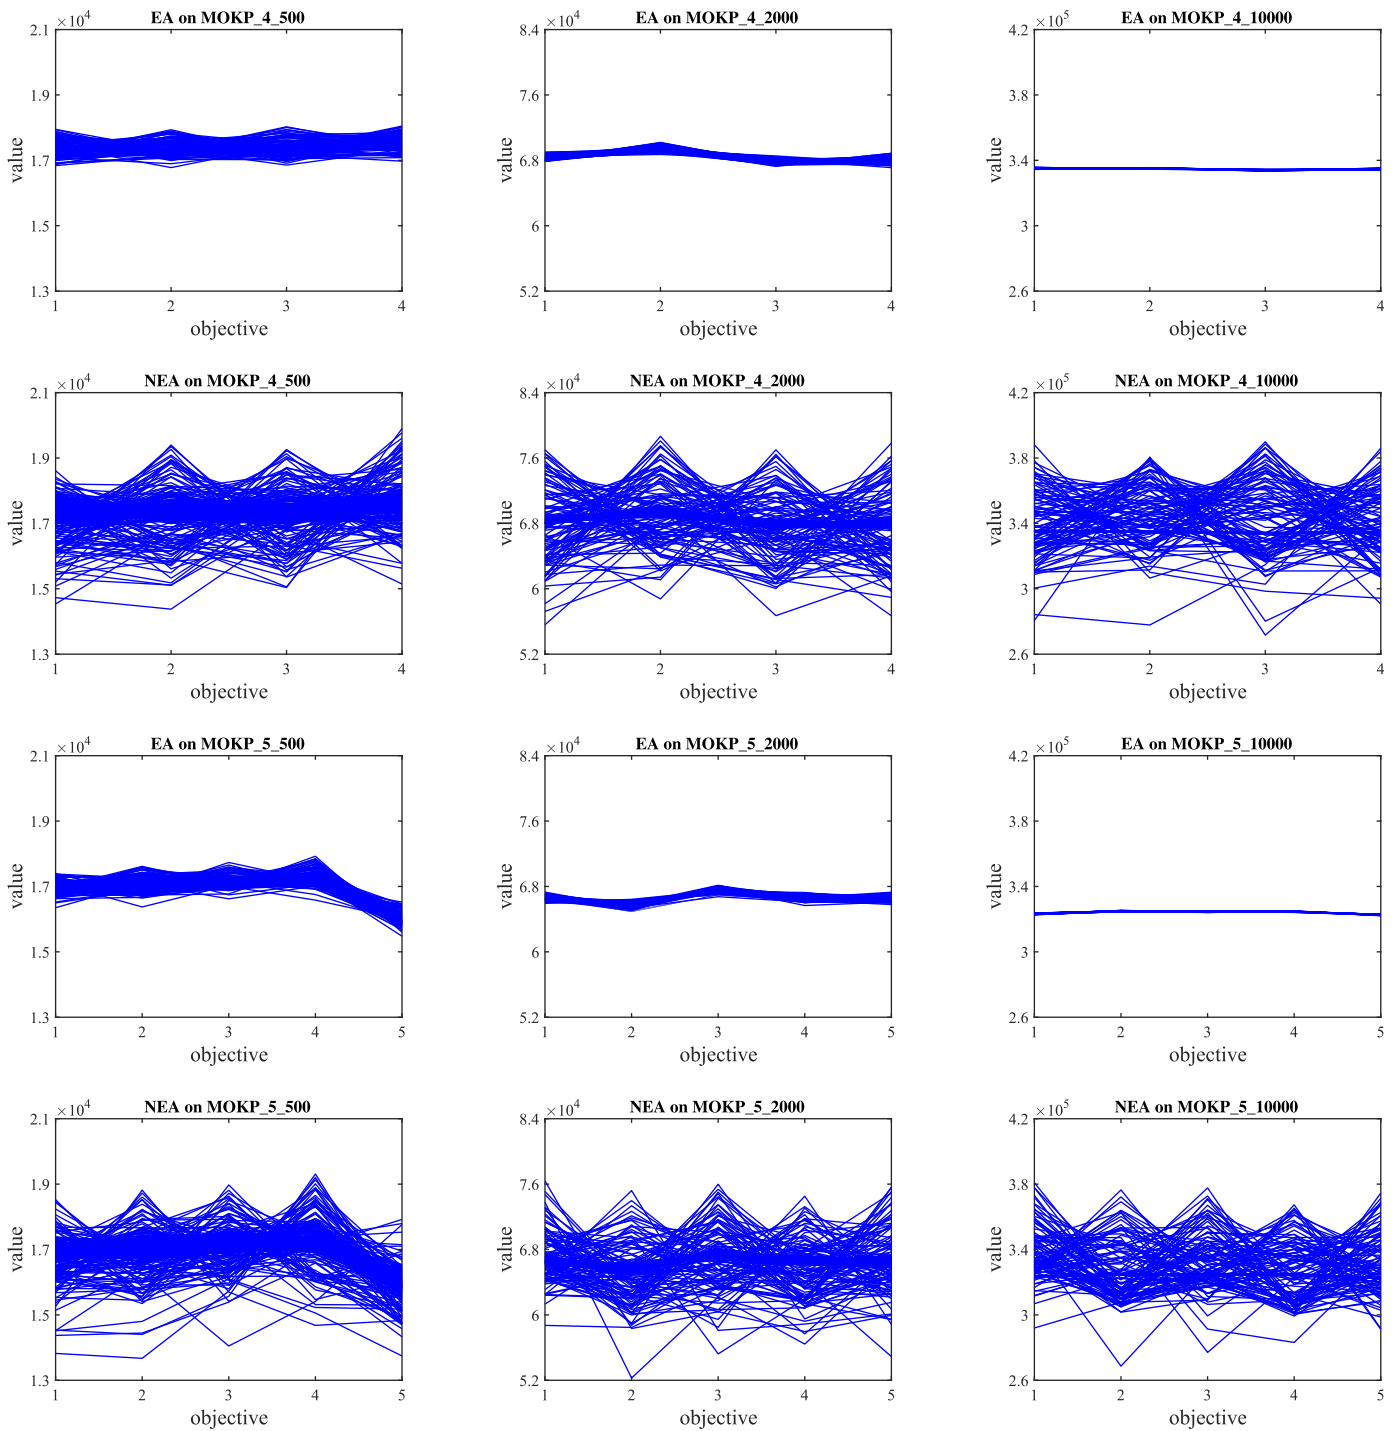 EA on MOKP_4_500
×10^4
2.1
1.9
1.7
1.5
1.3
value
1 2 3 4
objective
EA on MOKP_4_2000
×10^4
8.4
7.6
6.8
6
5.2
value
1 2 3 4
objective
EA on MOKP_4_10000
×10^5
4.2
3.8
3.4
3
2.6
value
1 2 3 4
objective
NEA on MOKP_4_500
×10^4
2.1
1.9
1.7
1.5
1.3
value
1 2 3 4
objective
NEA on MOKP_4_2000
×10^4
8.4
7.6
6.8
6
5.2
value
1 2 3 4
objective
NEA on MOKP_4_10000
×10^5
4.2
3.8
3.4
3
2.6
value
1 2 3 4
objective
EA on MOKP_5_500
×10^4
2.1
1.9
1.7
1.5
1.3
value
1 2 3 4 5
objective
EA on MOKP_5_2000
×10^4
8.4
7.6
6.8
6
5.2
value
1 2 3 4 5
objective
EA on MOKP_5_10000
×10^5
4.2
3.8
3.4
3
2.6
value
1 2 3 4 5
objective
NEA on MOKP_5_500
×10^4
2.1
1.9
1.7
1.5
1.3
value
1 2 3 4 5
objective
NEA on MOKP_5_2000
×10^4
8.4
7.6
6.8
6
5.2
value
1 2 3 4 5
objective
NEA on MOKP_5_10000
×10^5
4.2
3.8
3.4
3
2.6
value
1 2 3 4 5
objective